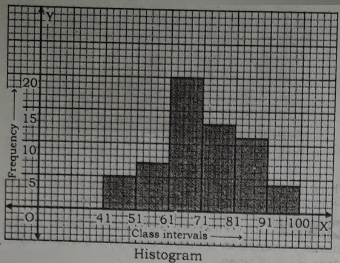 Y
20
15
10
5
Frequency
O 41 51 61 71 81 91 100 X
Class intervals
Histogram